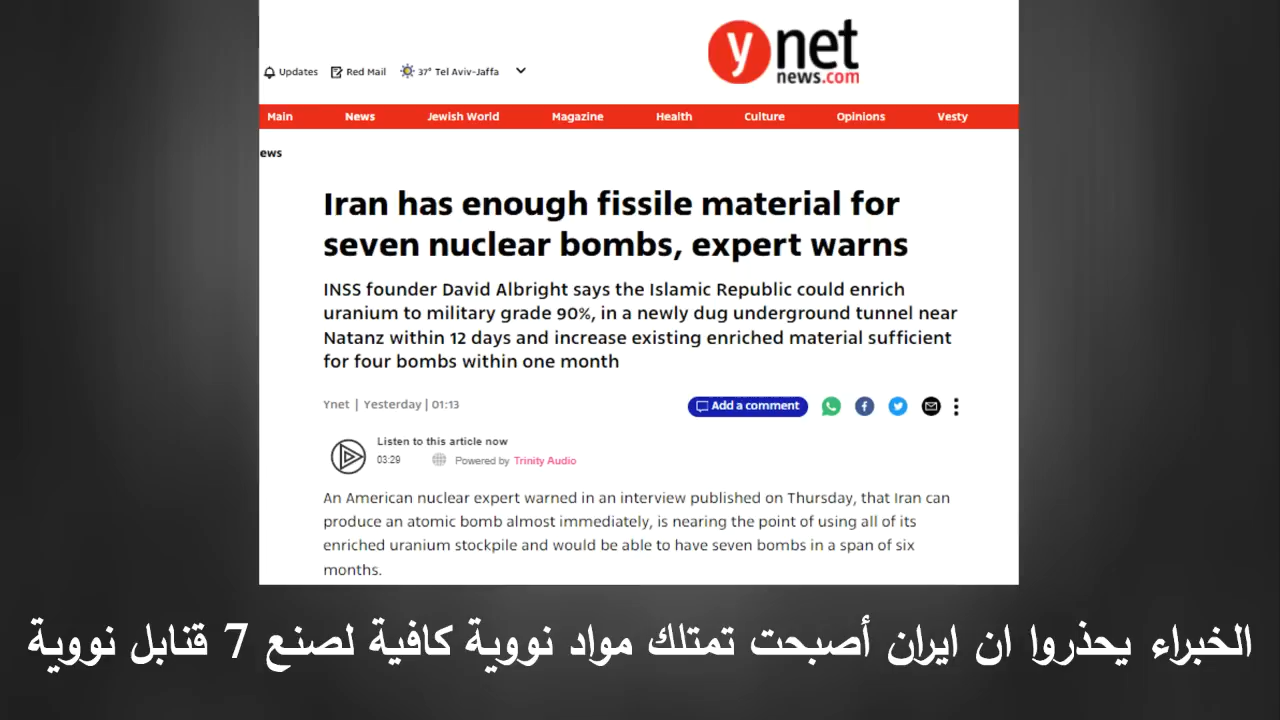 ynet
news.com
Updates Red Mail 37° Tel Aviv-Jaffa
Main News Jewish World Magazine Health Culture Opinions Vesty
ews
Iran has enough fissile material for
seven nuclear bombs, expert warns
INSS founder David Albright says the Islamic Republic could enrich
uranium to military grade 90%, in a newly dug underground tunnel near
Natanz within 12 days and increase existing enriched material sufficient
for four bombs within one month
Ynet | Yesterday | 01:13 Add a comment
Listen to this article now
03:29 Powered by Trinity Audio
An American nuclear expert warned in an interview published on Thursday, that Iran can
produce an atomic bomb almost immediately, is nearing the point of using all of its
enriched uranium stockpile and would be able to have seven bombs in a span of six
months.
الخبراء يحذروا ان ايران أصبحت تمتلك مواد نووية كافية لصنع 7 قنابل نووية